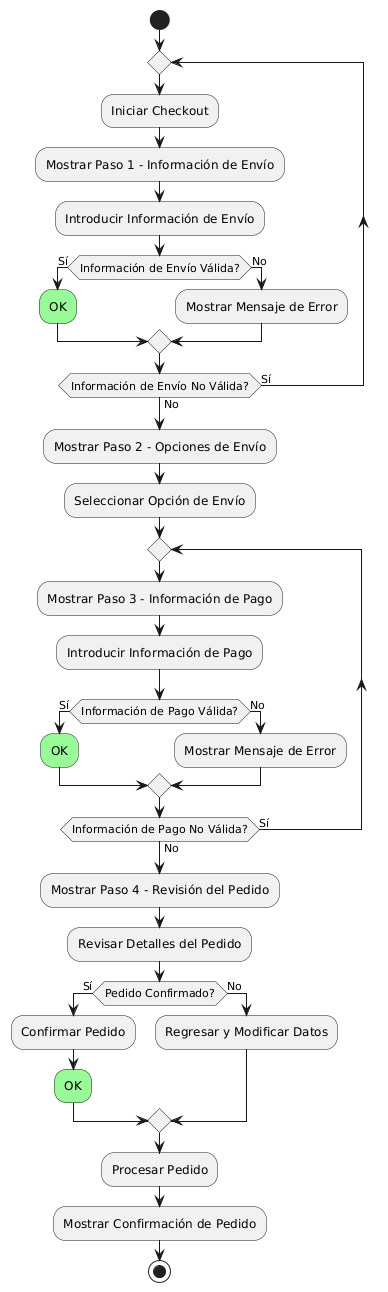 Iniciar Checkout
Mostrar Paso 1 - Información de Envío
Introducir Información de Envío
Sí
Información de Envío Válida?
No
OK
Mostrar Mensaje de Error
Información de Envío No Válida?
Sí
No
Mostrar Paso 2 - Opciones de Envío
Seleccionar Opción de Envío
Mostrar Paso 3 - Información de Pago
Introducir Información de Pago
Sí
Información de Pago Válida?
No
OK
Mostrar Mensaje de Error
Información de Pago No Válida?
Sí
No
Mostrar Paso 4 - Revisión del Pedido
Revisar Detalles del Pedido
Sí
Pedido Confirmado?
No
Confirmar Pedido
Regresar y Modificar Datos
OK
Procesar Pedido
Mostrar Confirmación de Pedido